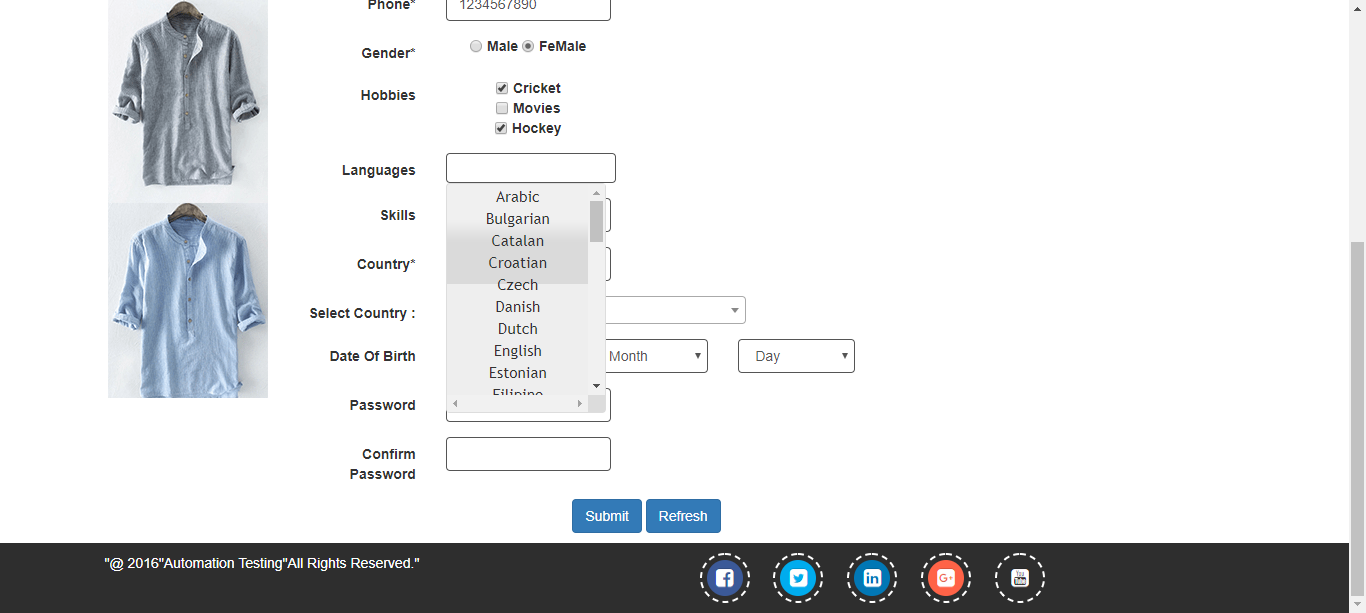 Phone* 1234567890
Gender* Male FeMale
Hobbies Cricket
Movies
Hockey
Languages
Arabic
Bulgarian
Skills
Catalan
Croatian
Country*
Czech
Danish
Select Country :
Dutch
English
Date Of Birth Month Day
Estonian
Filipino
Password
Confirm
Password
Submit Refresh
"@ 2016"Automation Testing"All Rights Reserved."
You
Tube
G+